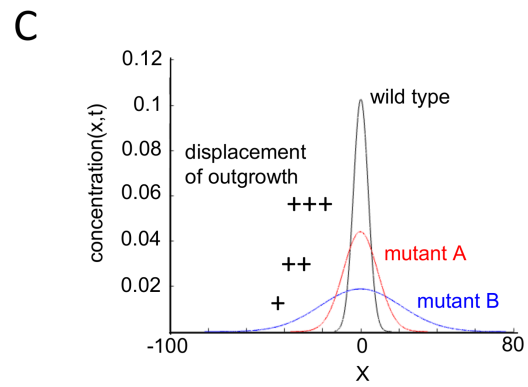 C
0.12
0.1
0.08
0.06
0.04
0.02
concentration(x,t)
wild type
displacement
of outgrowth
+++
++
+
mutant A
mutant B
-100
0
80
X